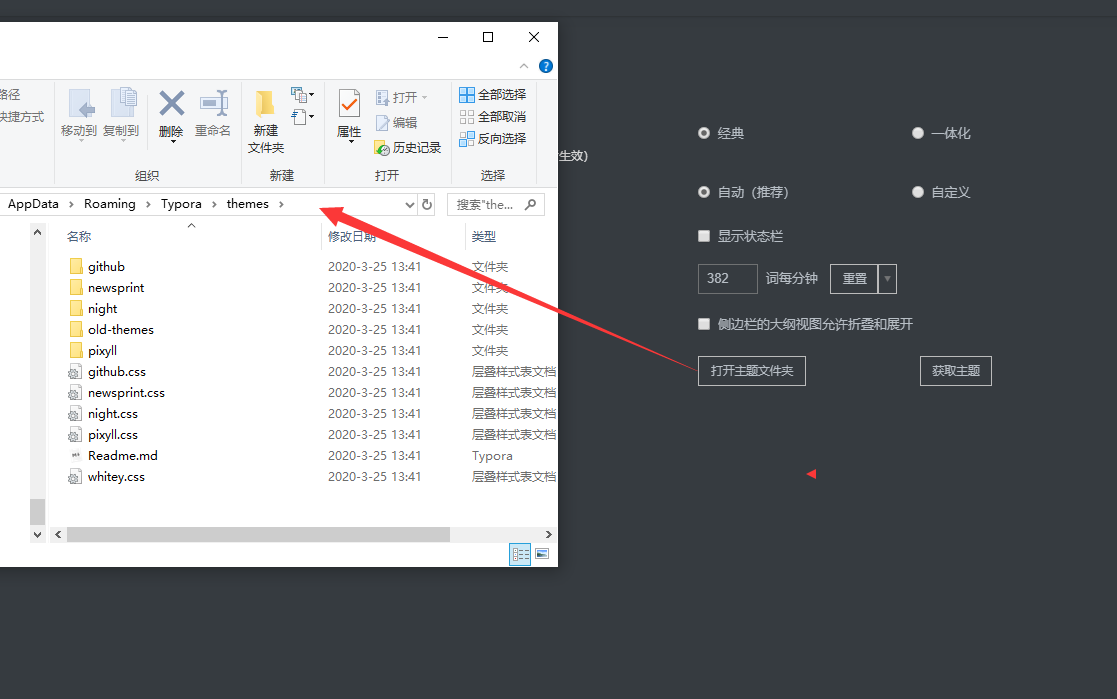 路径
快捷方式
移动到
复制到
删除
重命名
新建
文件夹
属性
打开
编辑
历史记录
全部选择
全部取消
反向选择
组织
新建
打开
选择
AppData > Roaming > Typora > themes >
搜索"the...
名称
修改日期
类型
github 2020-3-25 13:41 文件夹
newsprint 2020-3-25 13:41 文件夹
night 2020-3-25 13:41 文件夹
old-themes 2020-3-25 13:41 文件夹
pixyll 2020-3-25 13:41 文件夹
github.css 2020-3-25 13:41 层叠样式表文档
newsprint.css 2020-3-25 13:41 层叠样式表文档
night.css 2020-3-25 13:41 层叠样式表文档
pixyll.css 2020-3-25 13:41 层叠样式表文档
Readme.md 2020-3-25 13:41 Typora
whitey.css 2020-3-25 13:41 层叠样式表文档
经典
一体化
生效)
自动（推荐）
自定义
显示状态栏
382 词每分钟 重置
侧边栏的大纲视图允许折叠和展开
打开主题文件夹
获取主题